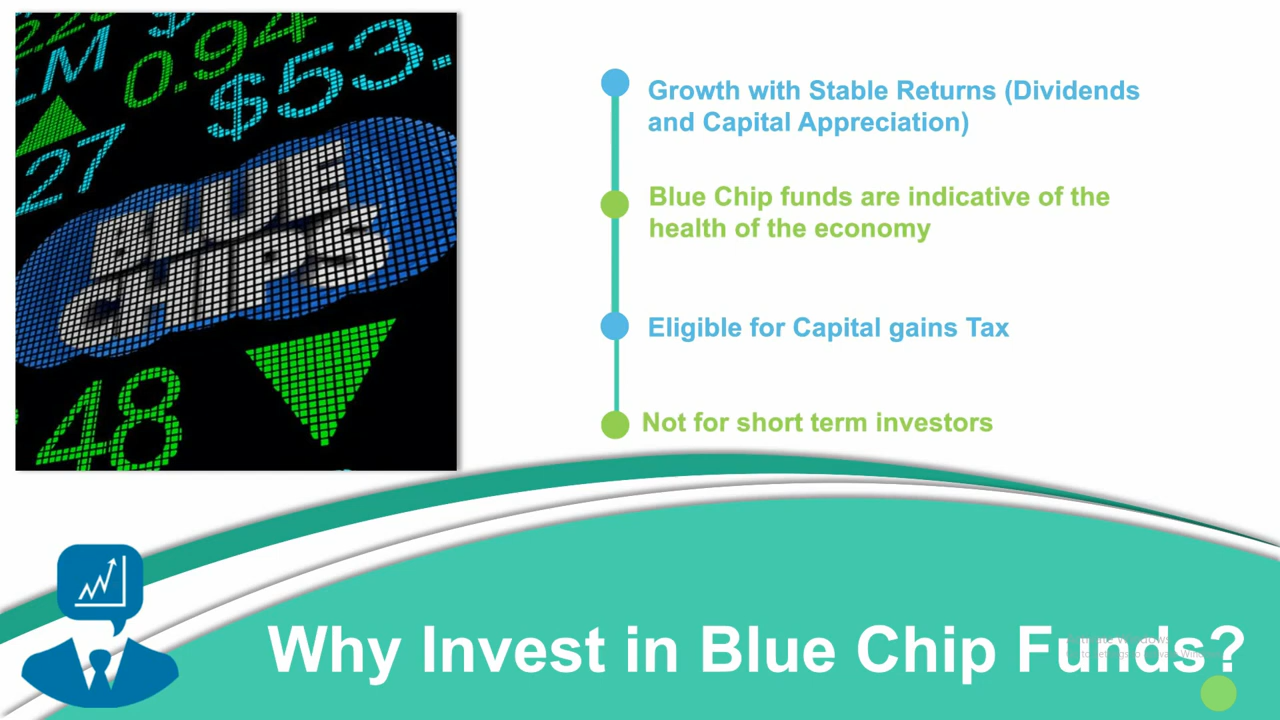 0.94
$53.
27
BLUE
CHIPS
48
Growth with Stable Returns (Dividends
and Capital Appreciation)
Blue Chip funds are indicative of the
health of the economy
Eligible for Capital gains Tax
Not for short term investors
Why Invest in Blue Chip Funds?